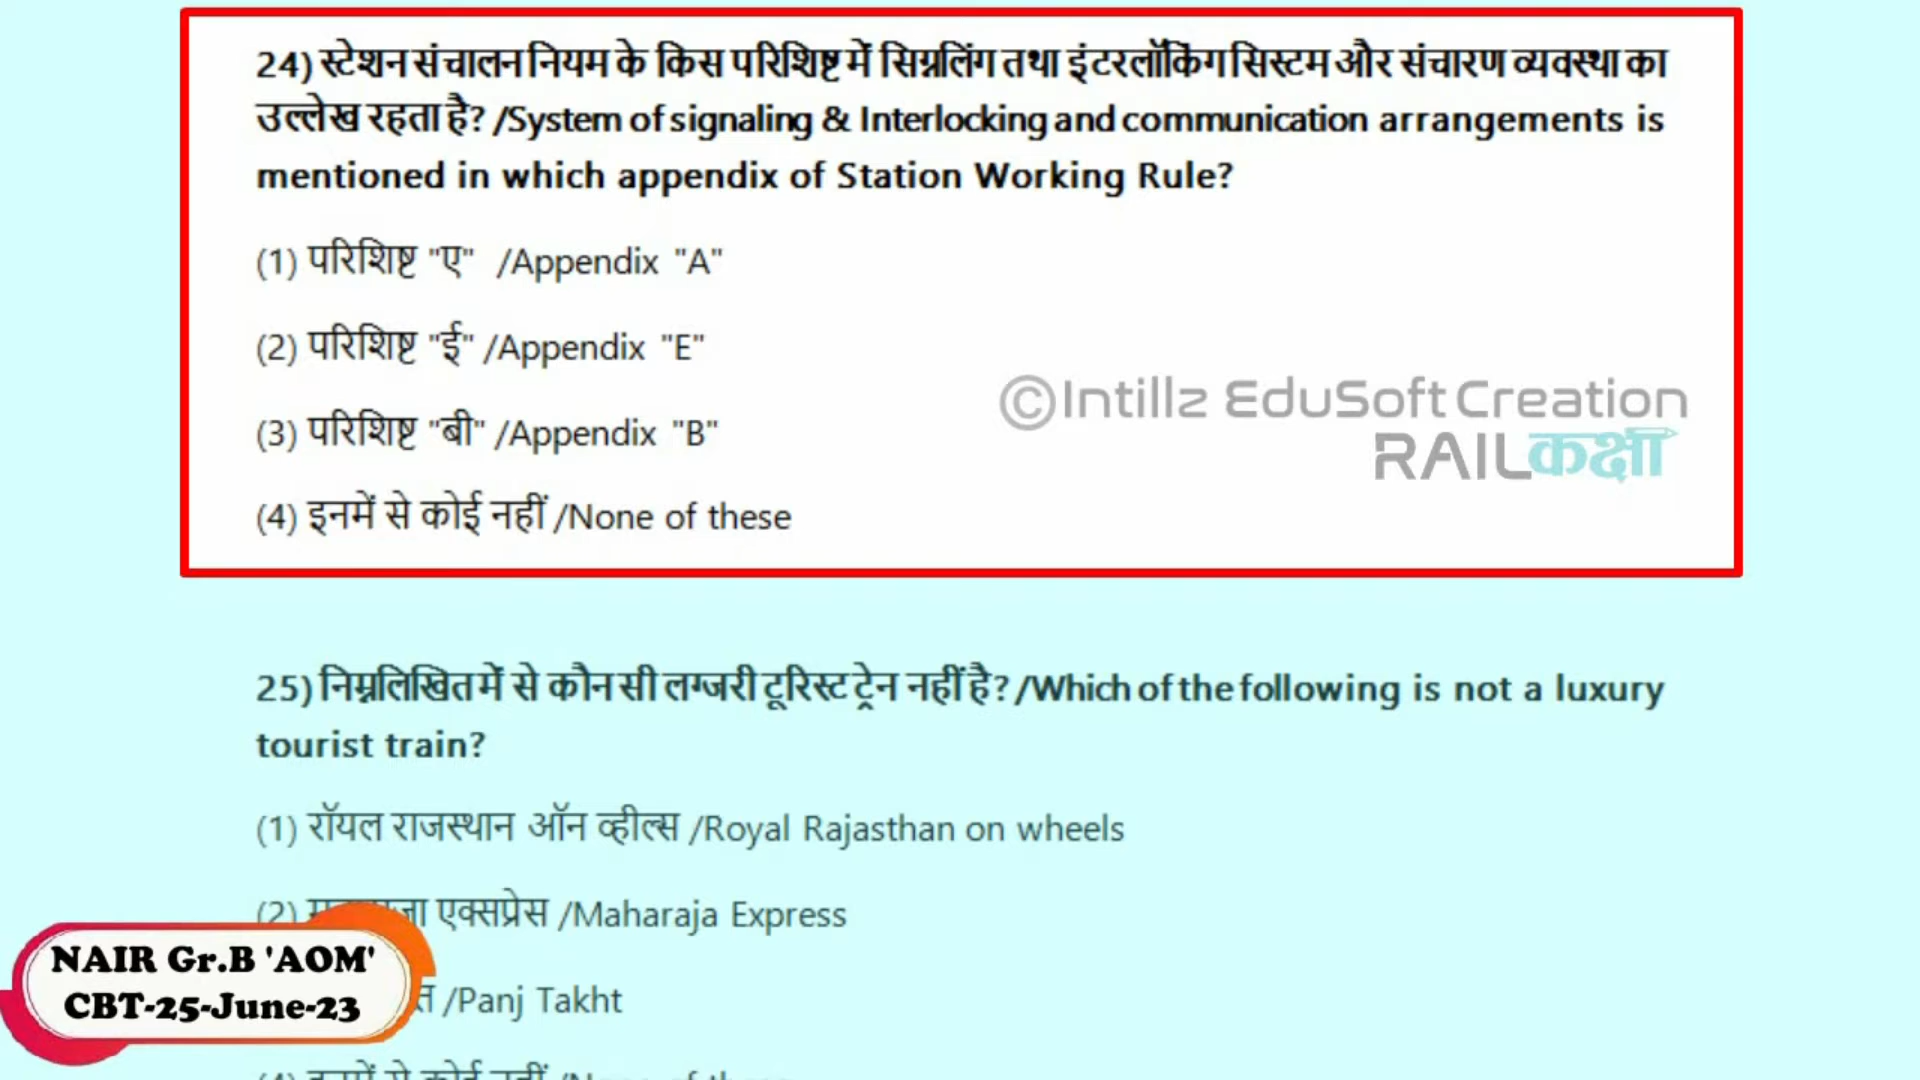 24) स्टेशन संचालन नियम के किस परिशिष्ट में सिग्नलिंग तथा इंटरलॉकिंग सिस्टम और संचारण व्यवस्था का
उल्लेख रहता है? /System of signaling & Interlocking and communication arrangements is
mentioned in which appendix of Station Working Rule?
(1) परिशिष्ट "ए" /Appendix "A"
(2) परिशिष्ट "ई" /Appendix "E"
(3) परिशिष्ट "बी" /Appendix "B"
(4) इनमें से कोई नहीं /None of these
©Intillz EduSoft Creation
RAILकक्षा
25) निम्नलिखित में से कौन सी लग्जरी टूरिस्ट ट्रेन नहीं है? /Which of the following is not a luxury
tourist train?
(1) रॉयल राजस्थान ऑन व्हील्स /Royal Rajasthan on wheels
(2) एक्सप्रेस /Maharaja Express
/Panj Takht
NAIR Gr.B 'AOM'
CBT-25-June-23